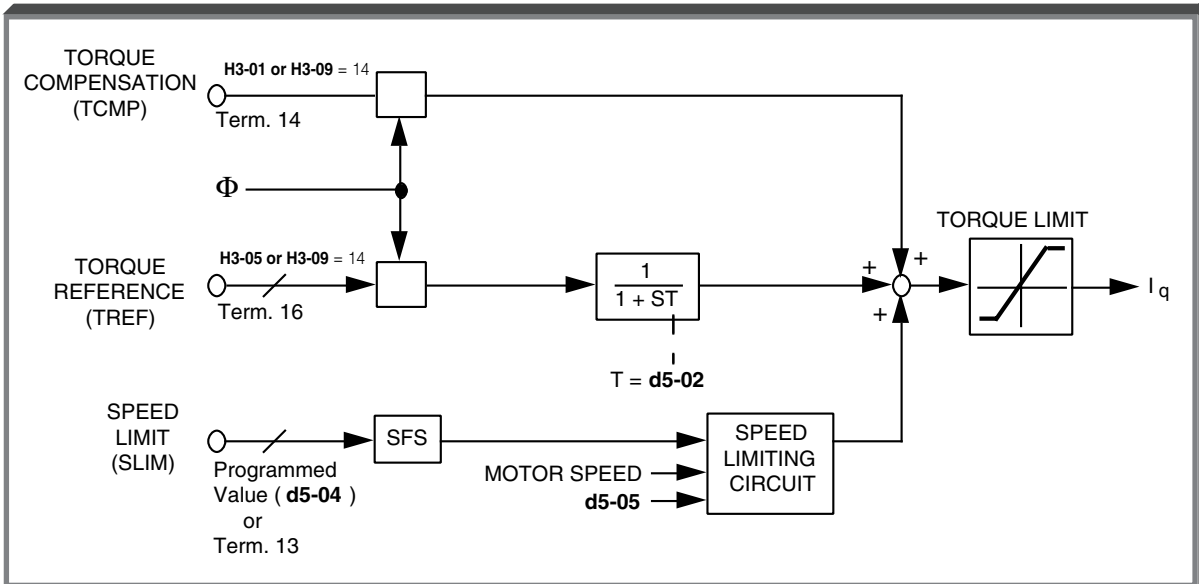 TORQUE
COMPENSATION
(TCMP)
H3-01 or H3-09 = 14
Term. 14
Φ
TORQUE
REFERENCE
(TREF)
H3-05 or H3-09 = 14
Term. 16
1
1 + ST
T = d5-02
+
+
+
TORQUE LIMIT
I q
SPEED
LIMIT
(SLIM)
Programmed
Value ( d5-04 )
or
Term. 13
SFS
MOTOR SPEED
d5-05
SPEED
LIMITING
CIRCUIT